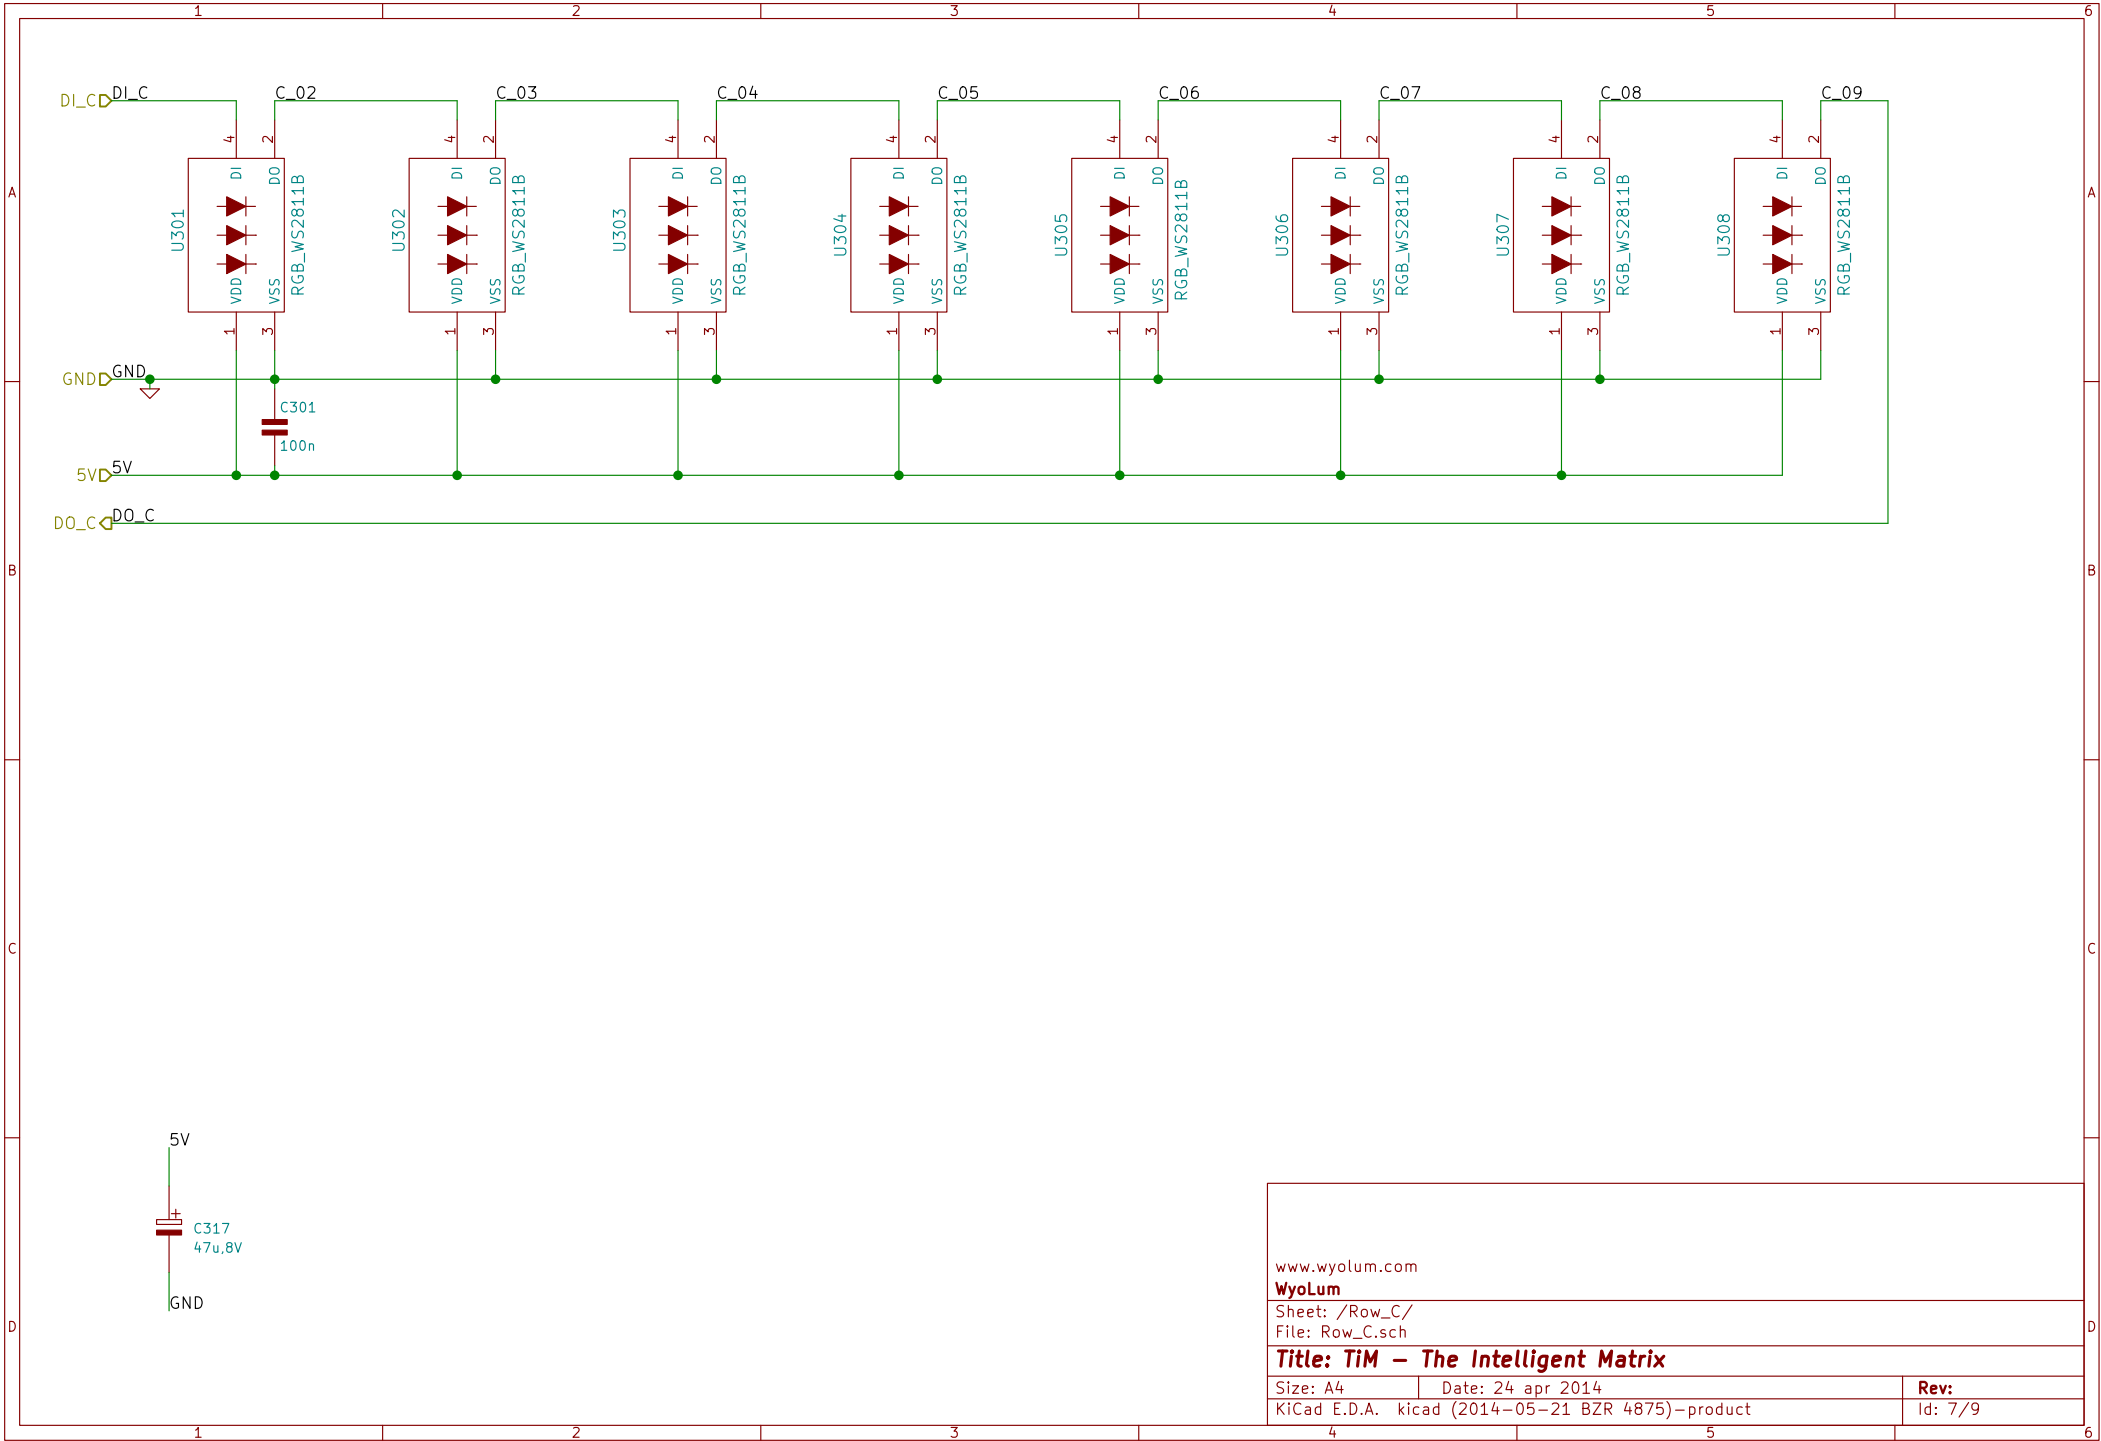 1 2 3 4 5 6
DI_C DI_C C_02 C_03 C_04 C_05 C_06 C_07 C_08 C_09
4 2 4 2 4 2 4 2 4 2 4 2 4 2 4 2
DI DO DI DO DI DO DI DO DI DO DI DO DI DO DI DO
A A
U301 RGB_WS2811B U302 RGB_WS2811B U303 RGB_WS2811B U304 RGB_WS2811B U305 RGB_WS2811B U306 RGB_WS2811B U307 RGB_WS2811B U308 RGB_WS2811B
VDD VSS VDD VSS VDD VSS VDD VSS VDD VSS VDD VSS VDD VSS VDD VSS
1 3 1 3 1 3 1 3 1 3 1 3 1 3 1 3
GND GND
C301
100n
5V 5V
DO_C DO_C
B B
C C
5V
+
C317
47u,8V
GND
D D
www.wyolum.com
WyoLum
Sheet: /Row_C/
File: Row_C.sch
Title: TiM – The Intelligent Matrix
Size: A4 Date: 24 apr 2014 Rev:
KiCad E.D.A. kicad (2014-05-21 BZR 4875)-product Id: 7/9
1 2 3 4 5 6